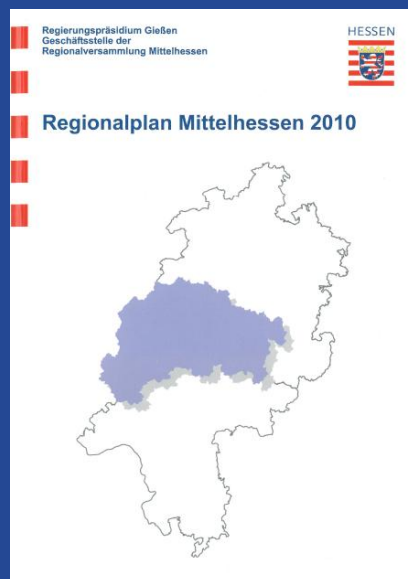 Regierungspräsidium Gießen
Geschäftsstelle der
Regionalversammlung Mittelhessen
HESSEN
Regionalplan Mittelhessen 2010